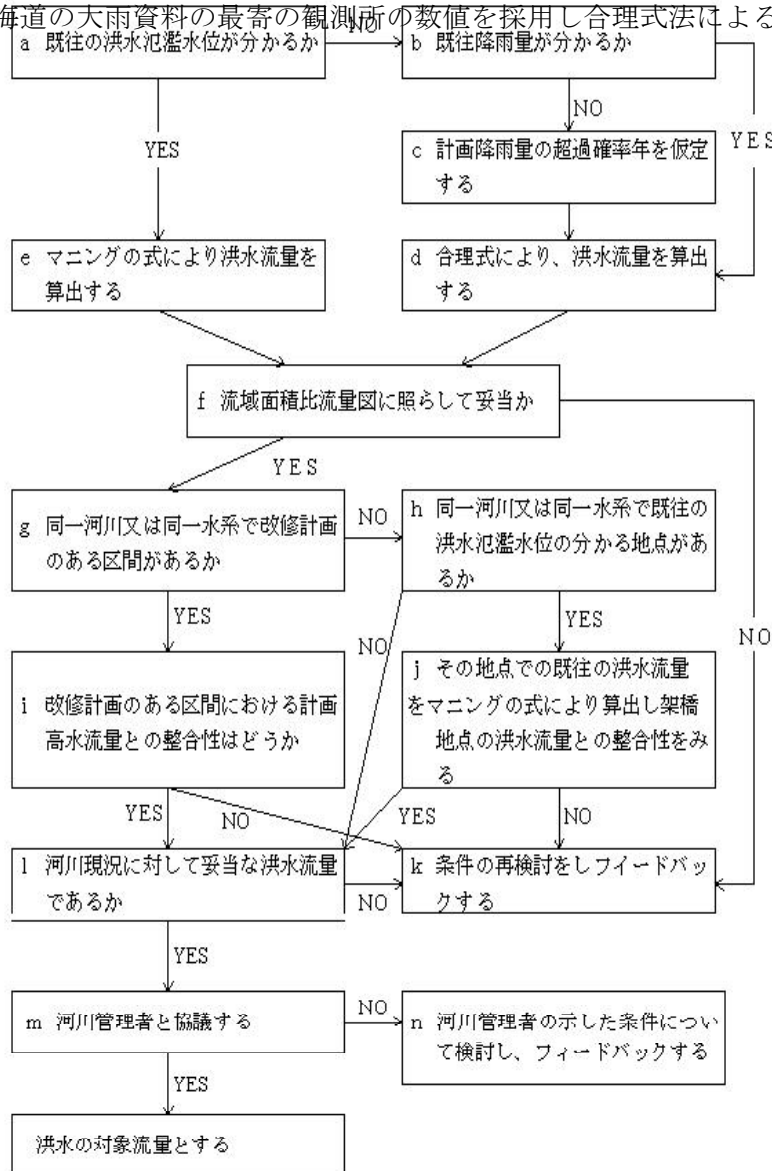 海道の大雨資料の最寄の観測所の数値を採用し合理式法による
a 既往の洪水氾濫水位が分かるか
NO
b 既往降雨量が分かるか
NO
YES
YES
c 計画降雨量の超過確率年を仮定
する
e マニングの式により洪水流量を
算出する
d 合理式により、洪水流量を算出
する
f 流域面積比流量図に照らして妥当か
YES
g 同一河川又は同一水系で改修計画
のある区間があるか
NO
h 同一河川又は同一水系で既往の
洪水氾濫水位の分かる地点があ
るか
YES
NO
YES
NO
i 改修計画のある区間における計画
高水流量との整合性はどうか
j その地点での既往の洪水流量
をマニングの式により算出し架橋
地点の洪水流量との整合性をみ
る
YES
NO
YES
NO
l 河川現況に対して妥当な洪水流量
であるか
NO
k 条件の再検討をしフイードバッ
クする
YES
m 河川管理者と協議する
NO
n 河川管理者の示した条件につい
て検討し、フィードバックする
YES
洪水の対象流量とする